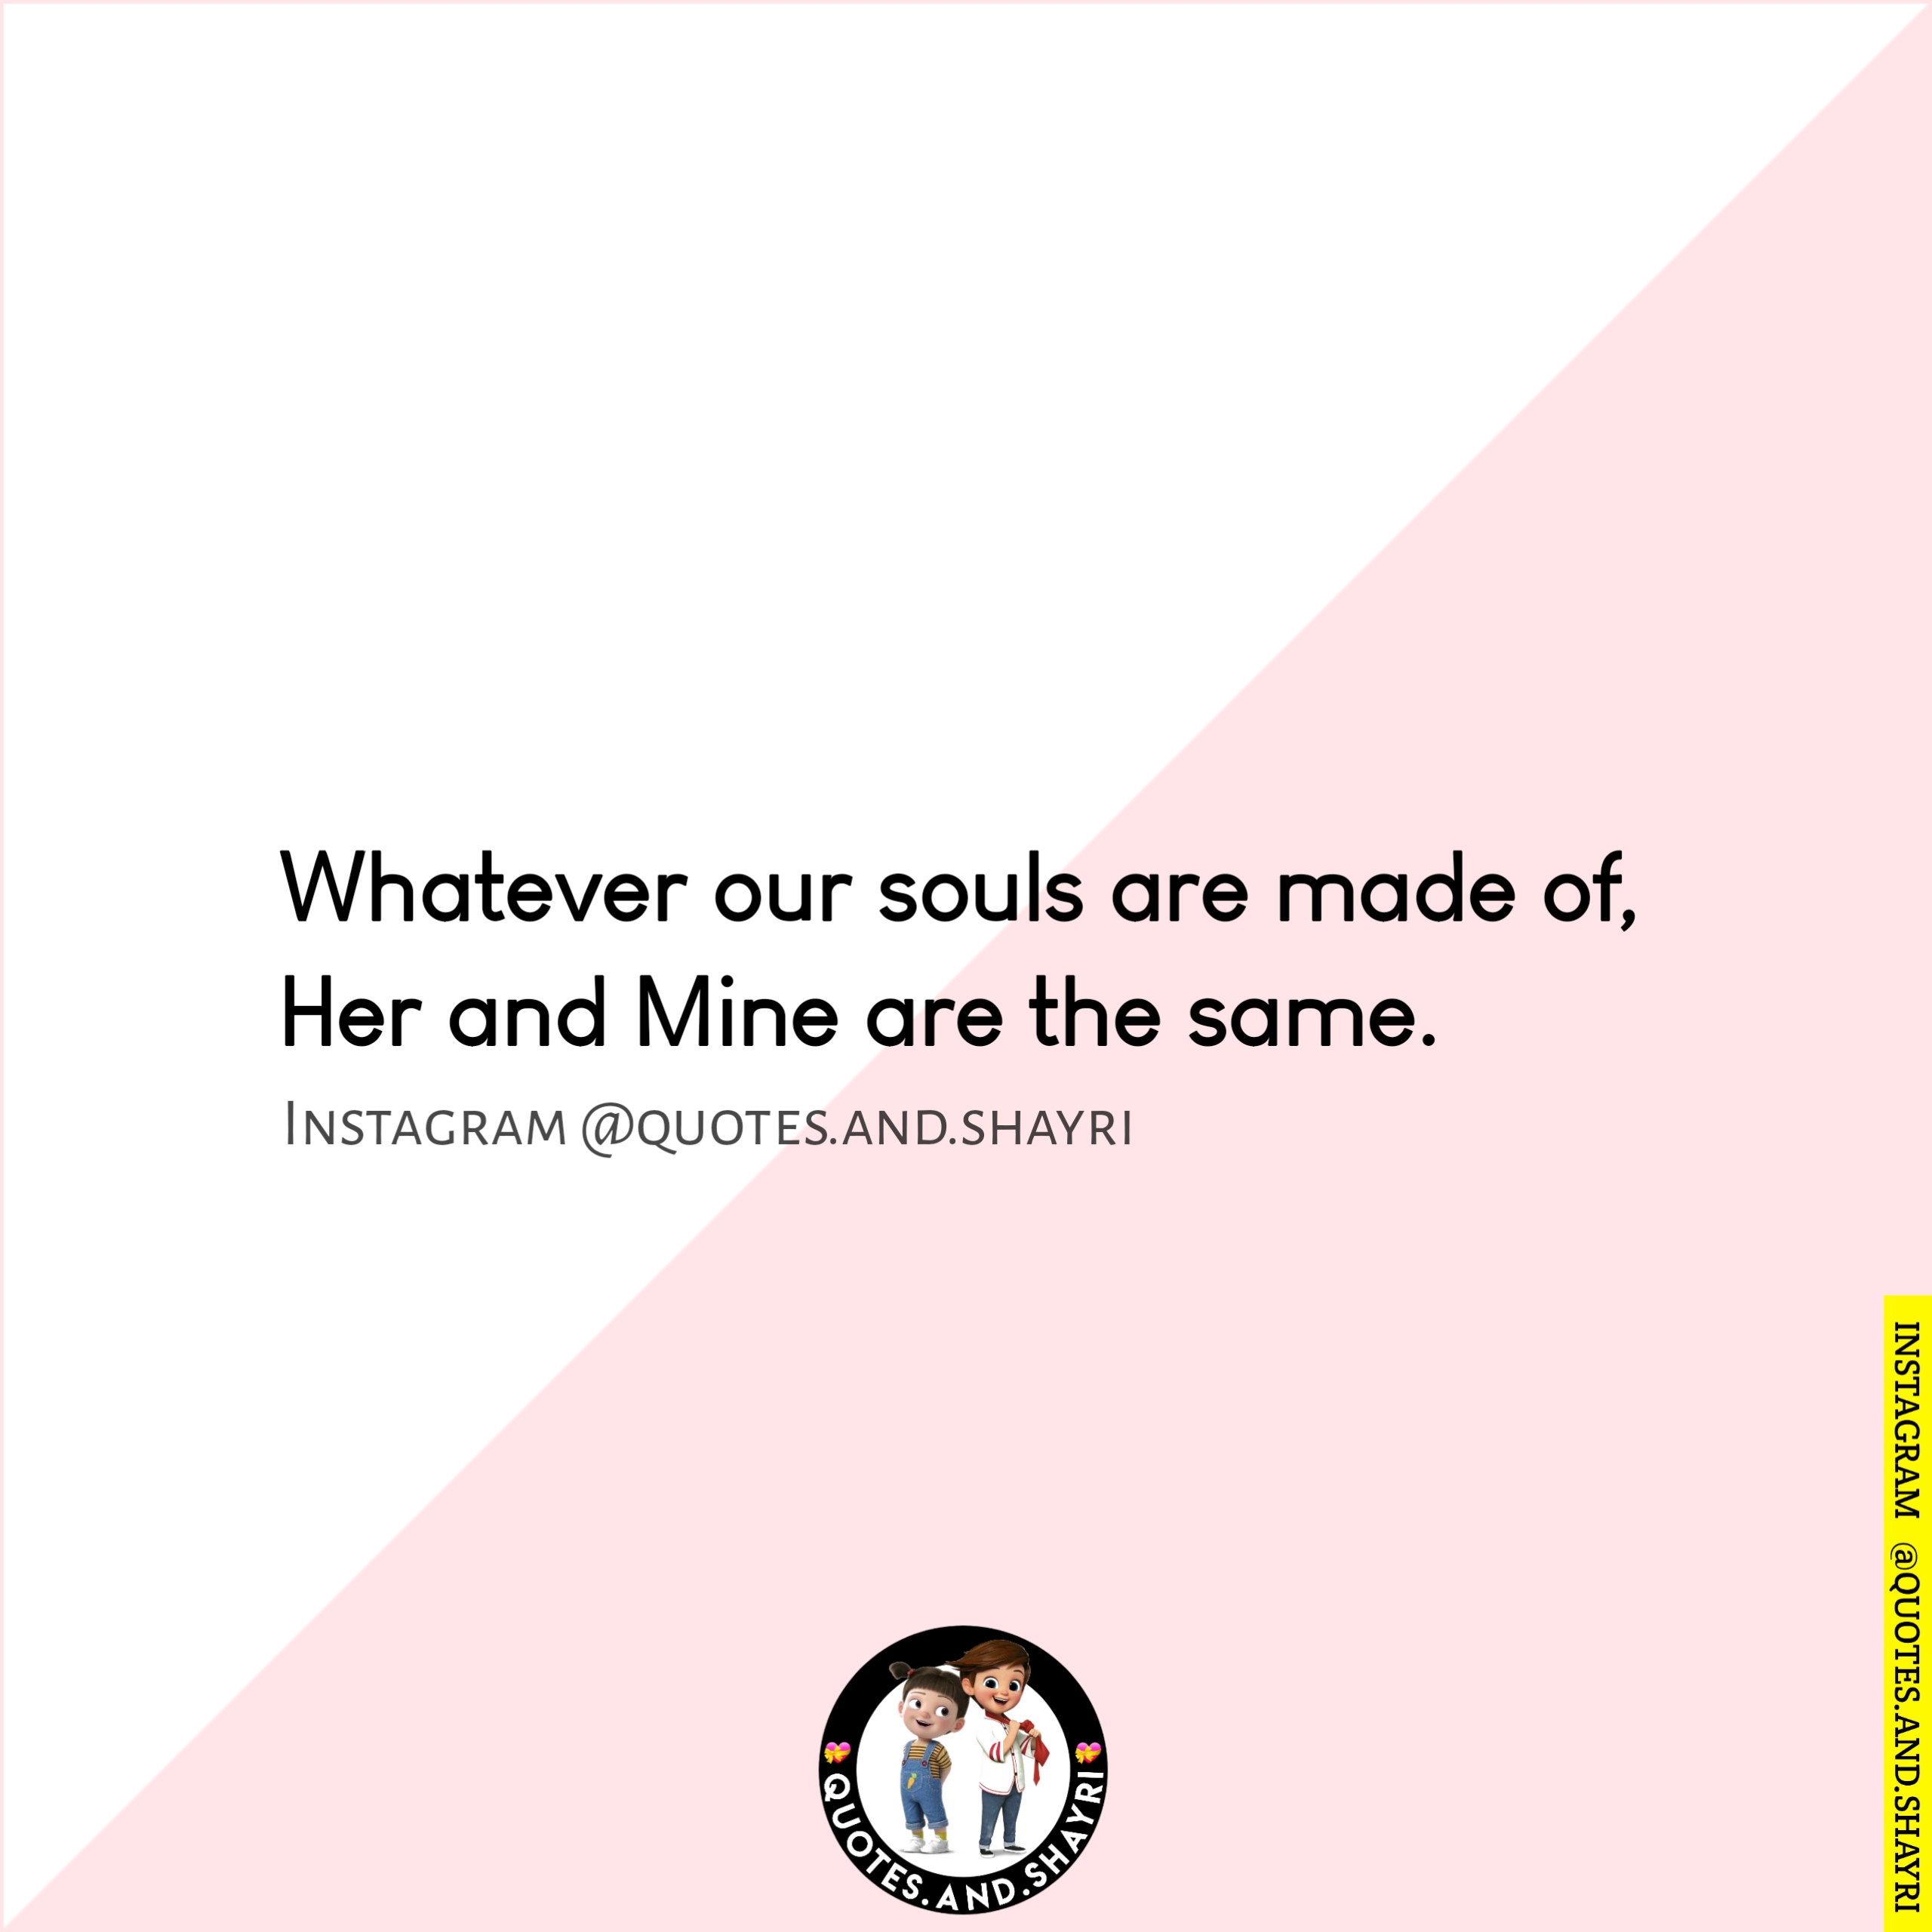 Whatever our souls are made of,
Her and Mine are the same.
Instagram @quotes.and.shayri
INSTAGRAM @QUOTES.AND.SHAYRI
QUOTES.AND.SHAYRI